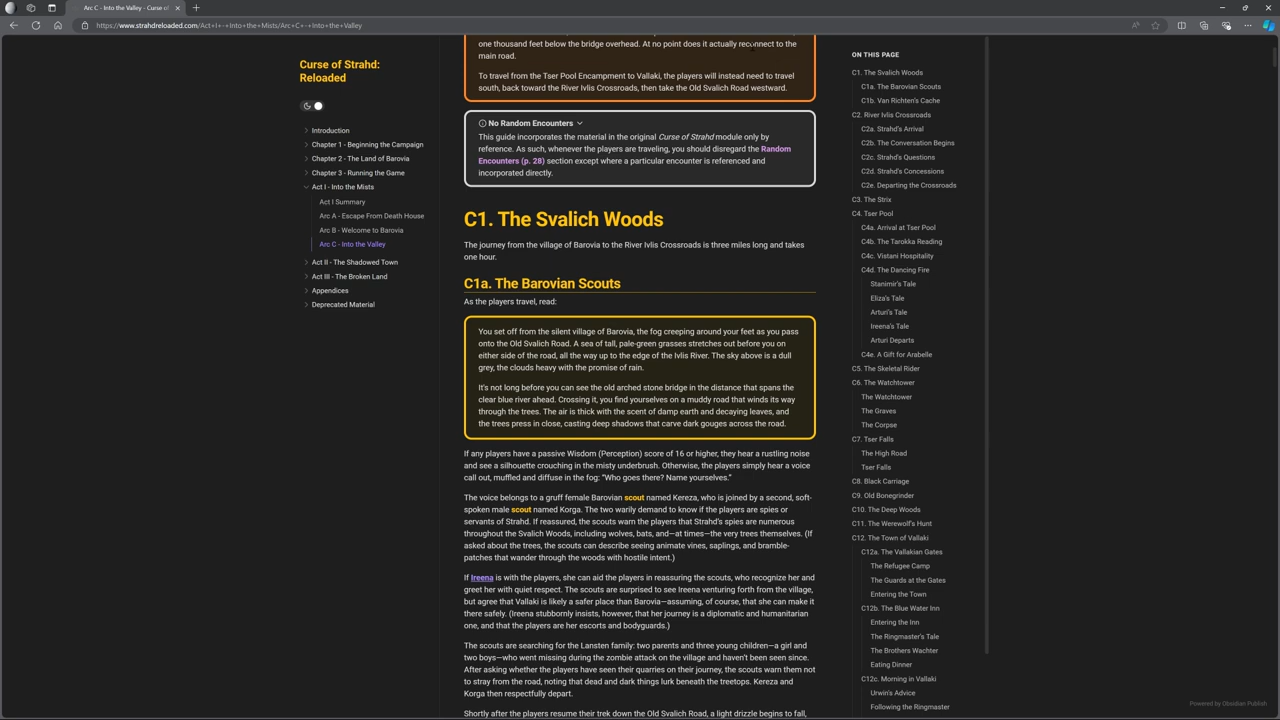 Arc C - Into the Valley - Curse of
https://www.strahdreloaded.com/Act+I+-+Into+the+Mists/Arc+C+-+Into+the+Valley
Curse of Strahd:
Reloaded
Introduction
Chapter 1 - Beginning the Campaign
Chapter 2 - The Land of Barovia
Chapter 3 - Running the Game
Act I - Into the Mists
Act I Summary
Arc A - Escape From Death House
Arc B - Welcome to Barovia
Arc C - Into the Valley
Act II - The Shadowed Town
Act III - The Broken Land
Appendices
Deprecated Material
one thousand feet below the bridge overhead. At no point does it actually reconnect to the
main road.
To travel from the Tser Pool Encampment to Vallaki, the players will instead need to travel
south, back toward the River Ivlis Crossroads, then take the Old Svalich Road westward.
No Random Encounters
This guide incorporates the material in the original Curse of Strahd module only by
reference. As such, whenever the players are traveling, you should disregard the Random
Encounters (p. 28) section except where a particular encounter is referenced and
incorporated directly.
C1. The Svalich Woods
The journey from the village of Barovia to the River Ivlis Crossroads is three miles long and takes
one hour.
C1a. The Barovian Scouts
As the players travel, read:
You set off from the silent village of Barovia, the fog creeping around your feet as you pass
onto the Old Svalich Road. A sea of tall, pale-green grasses stretches out before you on
either side of the road, all the way up to the edge of the Ivlis River. The sky above is a dull
grey, the clouds heavy with the promise of rain.
It's not long before you can see the old arched stone bridge in the distance that spans the
clear blue river ahead. Crossing it, you find yourselves on a muddy road that winds its way
through the trees. The air is thick with the scent of damp earth and decaying leaves, and
the trees press in close, casting deep shadows that carve dark gouges across the road.
If any players have a passive Wisdom (Perception) score of 16 or higher, they hear a rustling noise
and see a silhouette crouching in the misty underbrush. Otherwise, the players simply hear a voice
call out, muffled and diffuse in the fog: “Who goes there? Name yourselves.”
The voice belongs to a gruff female Barovian scout named Kereza, who is joined by a second, soft-
spoken male scout named Korga. The two warily demand to know if the players are spies or
servants of Strahd. If reassured, the scouts warn the players that Strahd's spies are numerous
throughout the Svalich Woods, including wolves, bats, and—at times—the very trees themselves. (If
asked about the trees, the scouts can describe seeing animate vines, saplings, and bramble-
patches that wander through the woods with hostile intent.)
If Ireena is with the players, she can aid the players in reassuring the scouts, who recognize her and
greet her with quiet respect. The scouts are surprised to see Ireena venturing forth from the village,
but agree that Vallaki is likely a safer place than Barovia—assuming, of course, that she can make it
there safely. (Ireena stubbornly insists, however, that her journey is a diplomatic and humanitarian
one, and that the players are her escorts and bodyguards.)
The scouts are searching for the Lansten family: two parents and three young children—a girl and
two boys—who went missing during the zombie attack on the village and haven't been seen since.
After asking whether the players have seen their quarries on their journey, the scouts warn them not
to stray from the road, noting that dead and dark things lurk beneath the treetops. Kereza and
Korga then respectfully depart.
Shortly after the players resume their trek down the Old Svalich Road, a light drizzle begins to fall,
ON THIS PAGE
C1. The Svalich Woods
C1a. The Barovian Scouts
C1b. Van Richten's Cache
C2. River Ivlis Crossroads
C2a. Strahd's Arrival
C2b. The Conversation Begins
C2c. Strahd's Questions
C2d. Strahd's Concessions
C2e. Departing the Crossroads
C3. The Strix
C4. Tser Pool
C4a. Arrival at Tser Pool
C4b. The Tarokka Reading
C4c. Vistani Hospitality
C4d. The Dancing Fire
Stanimir's Tale
Eliza's Tale
Arturi's Tale
Ireena's Tale
Arturi Departs
C4e. A Gift for Arabelle
C5. The Skeletal Rider
C6. The Watchtower
The Watchtower
The Graves
The Corpse
C7. Tser Falls
The High Road
Tser Falls
C8. Black Carriage
C9. Old Bonegrinder
C10. The Deep Woods
C11. The Werewolf's Hunt
C12. The Town of Vallaki
C12a. The Vallakian Gates
The Refugee Camp
The Guards at the Gates
Entering the Town
C12b. The Blue Water Inn
Entering the Inn
The Ringmaster's Tale
The Brothers Wachter
Eating Dinner
C12c. Morning in Vallaki
Urwin's Advice
Following the Ringmaster
Powered by Obsidian Publish